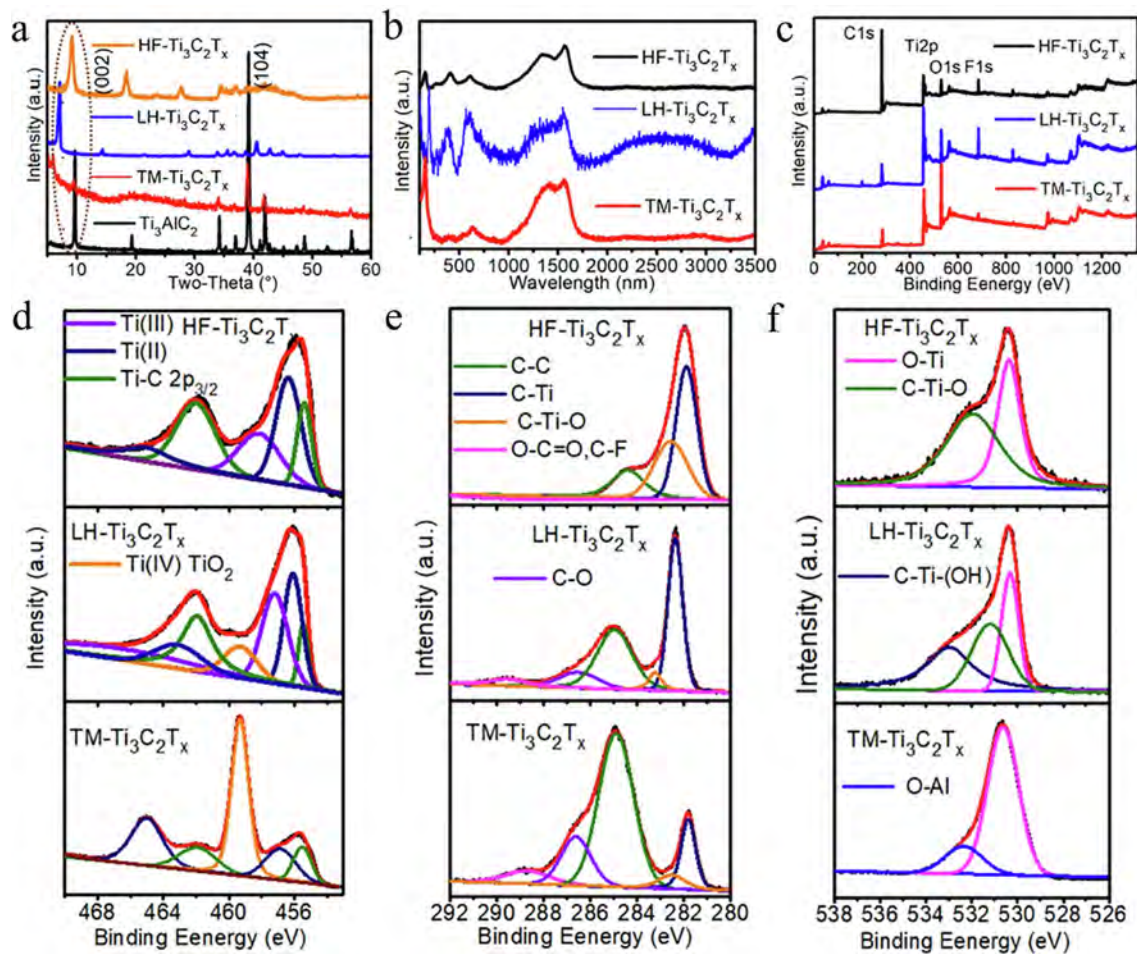 a
HF-Ti3C2Tx
(002)
(104)
LH-Ti3C2Tx
TM-Ti3C2Tx
Ti3AlC2
Intensity (a.u.)
10 20 30 40 50 60
Two-Theta (°)
b
HF-Ti3C2Tx
LH-Ti3C2Tx
TM-Ti3C2Tx
Intensity (a.u.)
500 1000 1500 2000 2500 3000 3500
Wavelength (nm)
c
C1s
Ti2p
O1s F1s
HF-Ti3C2Tx
LH-Ti3C2Tx
TM-Ti3C2Tx
Intensity (a.u.)
0 200 400 600 800 1000 1200
Binding Eenergy (eV)
d
Ti(III)
HF-Ti3C2T
Ti(II)
Ti-C 2p3/2
LH-Ti3C2Tx
Ti(IV) TiO2
TM-Ti3C2Tx
Intensity (a.u.)
468 464 460 456
Binding Eenergy (eV)
e
HF-Ti3C2Tx
C-C
C-Ti
C-Ti-O
O-C=O,C-F
LH-Ti3C2Tx
C-O
TM-Ti3C2Tx
Intensity (a.u.)
292 290 288 286 284 282 280
Binding Eenergy (eV)
f
HF-Ti3C2Tx
O-Ti
C-Ti-O
LH-Ti3C2Tx
C-Ti-(OH)
TM-Ti3C2Tx
O-Al
Intensity (a.u.)
538 536 534 532 530 528 526
Binding Eenergy (eV)